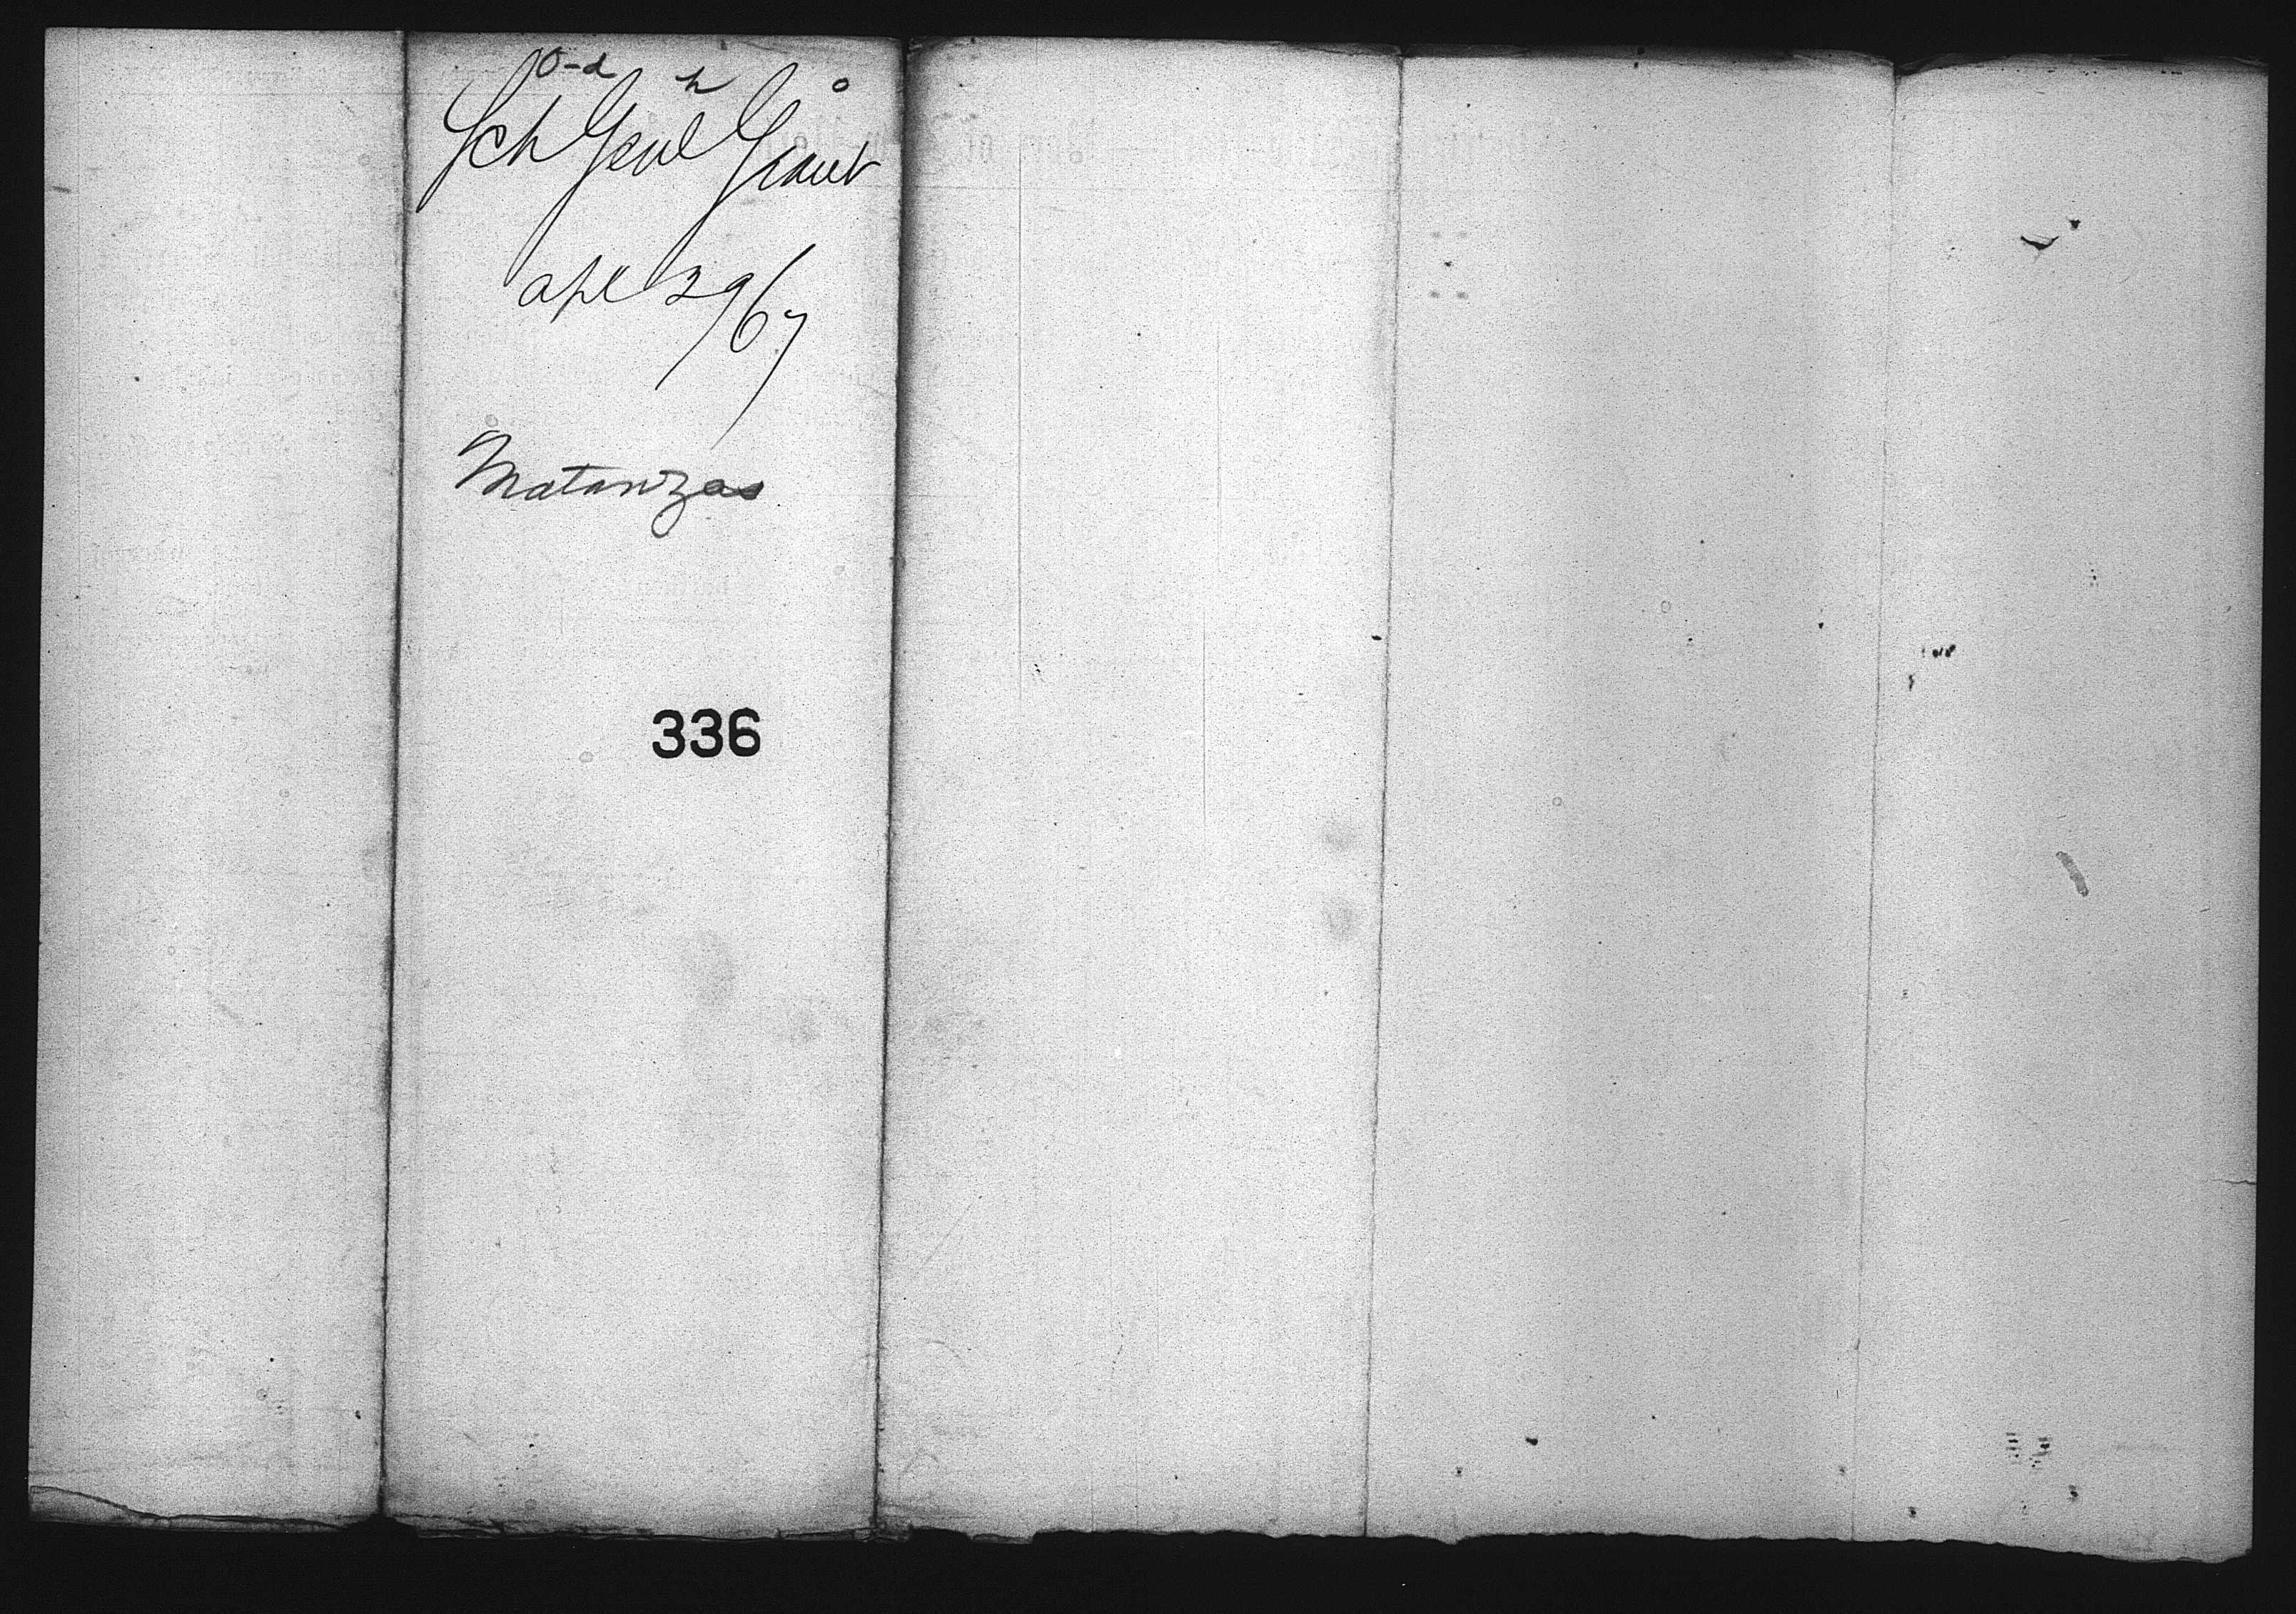 Sch Genl Grant
apl 29/67
Matanzas
336